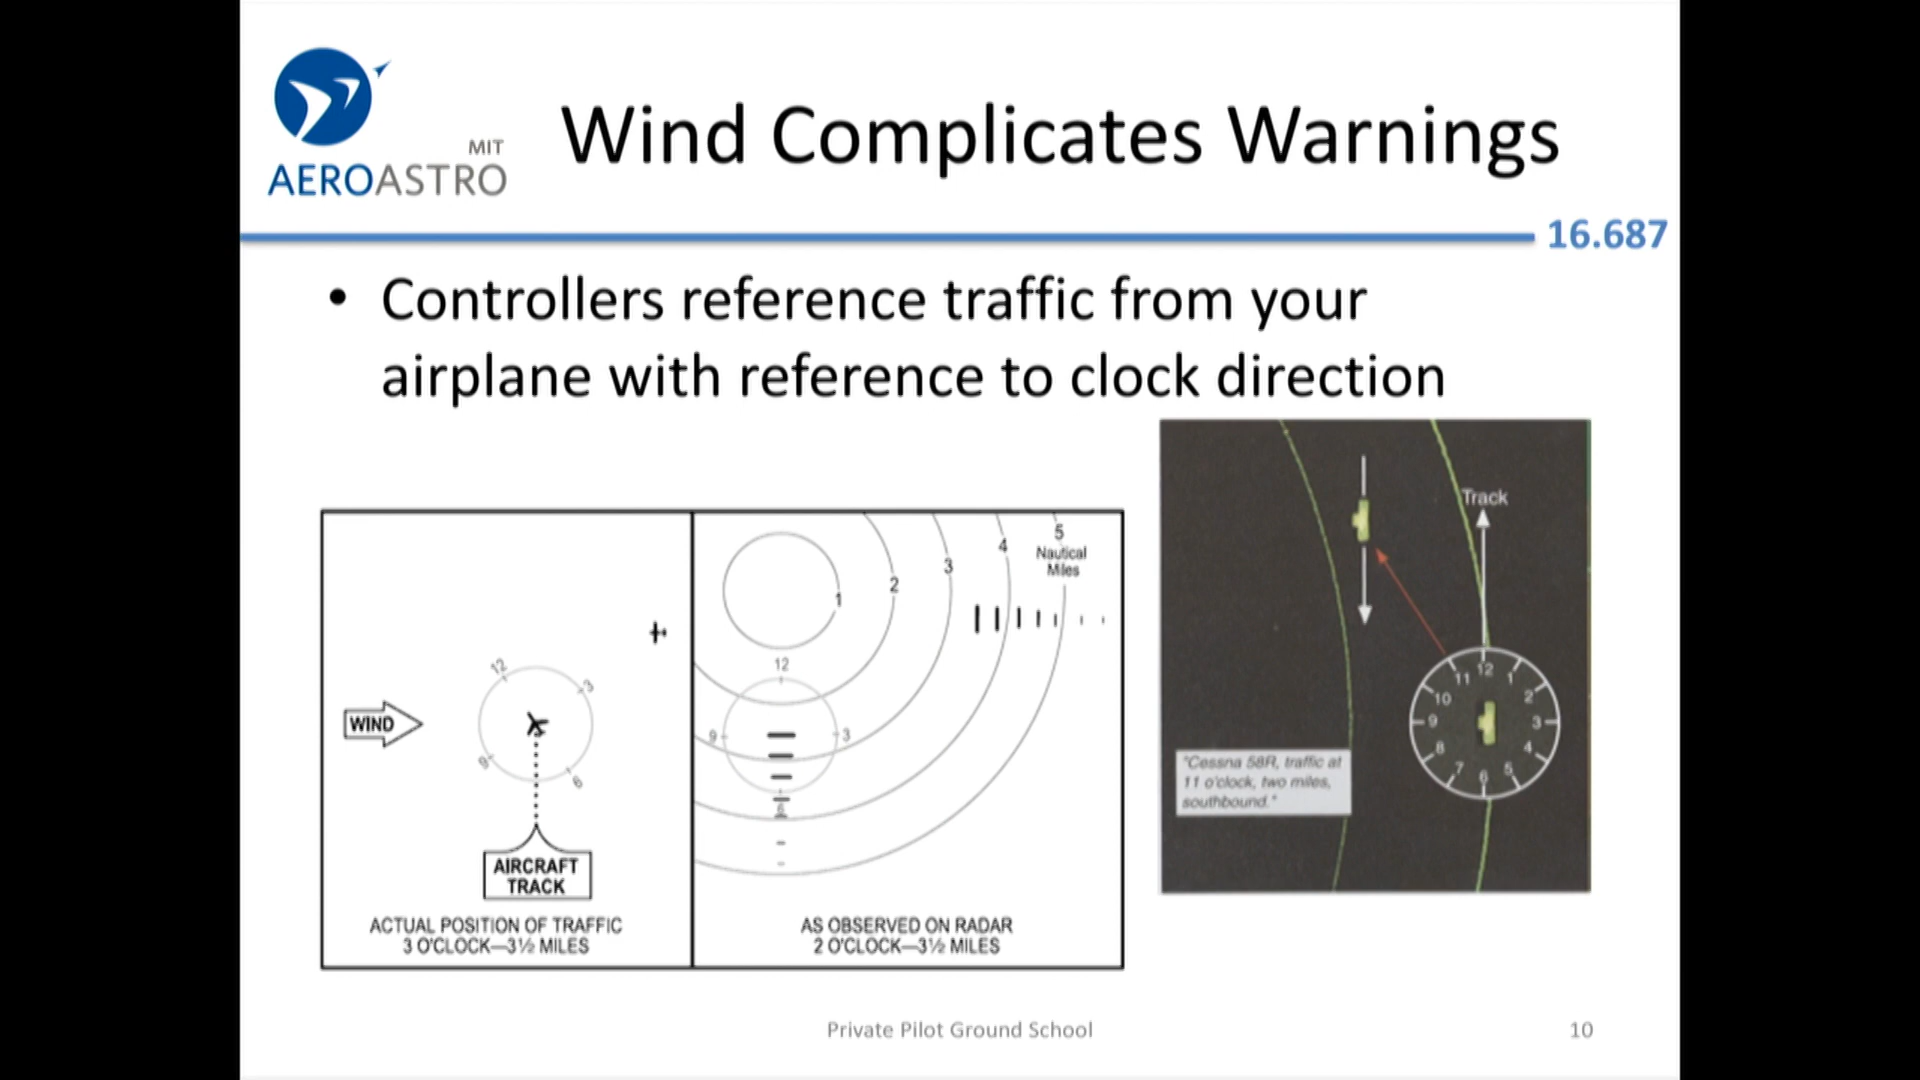 MIT
AEROASTRO
Wind Complicates Warnings
16.687
• Controllers reference traffic from your
airplane with reference to clock direction
WIND
12
3
9
6
AIRCRAFT
TRACK
ACTUAL POSITION OF TRAFFIC
3 O'CLOCK—3½ MILES
1
2
3
4
5
Nautical
Miles
12
9
3
6
AS OBSERVED ON RADAR
2 O'CLOCK—3½ MILES
Track
12
1
2
3
4
5
6
7
8
9
10
11
"Cessna 58R, traffic at
11 o'clock, two miles,
southbound."
Private Pilot Ground School
10